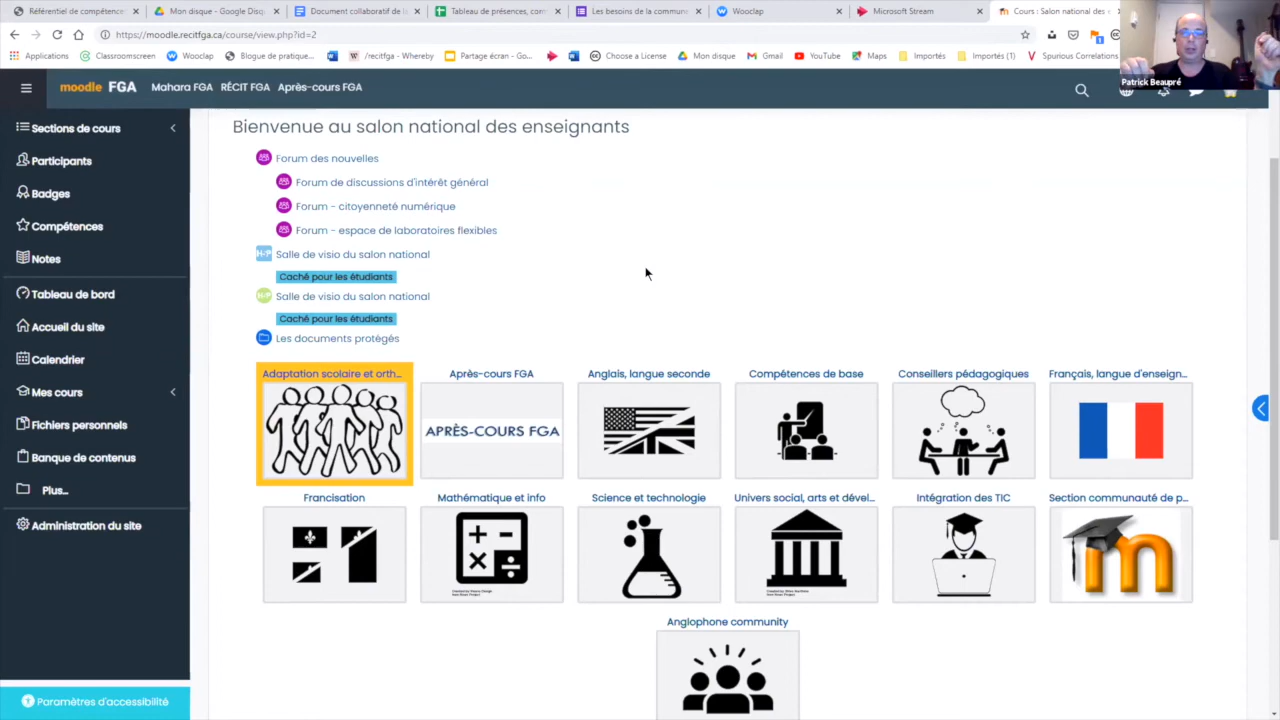 Référentiel de compétences
Mon disque - Google Disq
Document collaboratif de la
Tableau de présences, com
Les besoins de la commun
Wooclap
Microsoft Stream
Cours : Salon national des
https://moodle.recitfga.ca/course/view.php?id=2
Applications
Classroomscreen
Wooclap
Blogue de pratique...
/recitfga - Whereby
Partage écran - Go...
Choose a License
Mon disque
Gmail
YouTube
Maps
Importés
Importés (1)
Spurious Correlations
Patrick Beaupré
moodle FGA
Mahara FGA
RÉCIT FGA
Après-cours FGA
Sections de cours
Participants
Badges
Compétences
Notes
Tableau de bord
Accueil du site
Calendrier
Mes cours
Fichiers personnels
Banque de contenus
Plus...
Administration du site
Paramètres d'accessibilité
Bienvenue au salon national des enseignants
Forum des nouvelles
Forum de discussions d'intérêt général
Forum - citoyenneté numérique
Forum - espace de laboratoires flexibles
H-P Salle de visio du salon national
Caché pour les étudiants
H-P Salle de visio du salon national
Caché pour les étudiants
Les documents protégés
Adaptation scolaire et orth...
Après-cours FGA
Anglais, langue seconde
Compétences de base
Conseillers pédagogiques
Français, langue d'enseign...
APRÈS-COURS FGA
Francisation
Mathématique et info
Science et technologie
Univers social, arts et dével...
Intégration des TIC
Section communauté de p...
m
Anglophone community